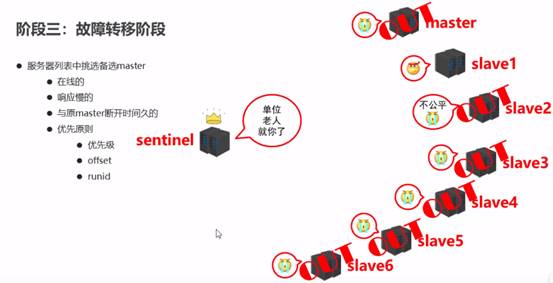 阶段三：故障转移阶段
服务器列表中挑选备选master
在线的
响应慢的
与原master断开时间久的
优先原则
优先级
offset
runid
sentinel
单位
老人
就你了
OUT
master
slave1
不公平
OUT
slave2
OUT
slave3
OUT
slave4
OUT
slave5
OUT
slave6